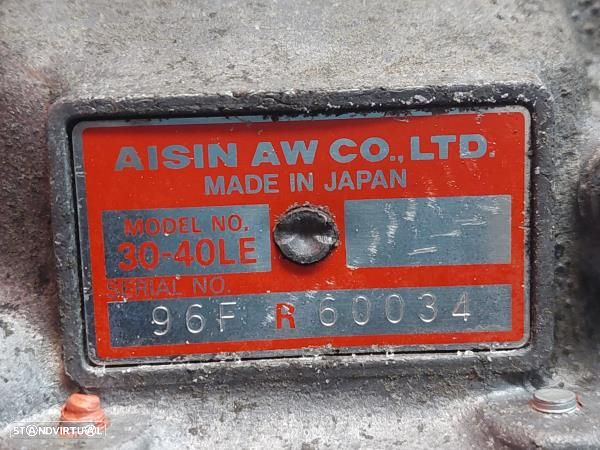 AISIN AW CO., LTD.
MADE IN JAPAN
MODEL NO.
30-40LE
SERIAL NO.
96F R 60034
STANDVIRTUAL